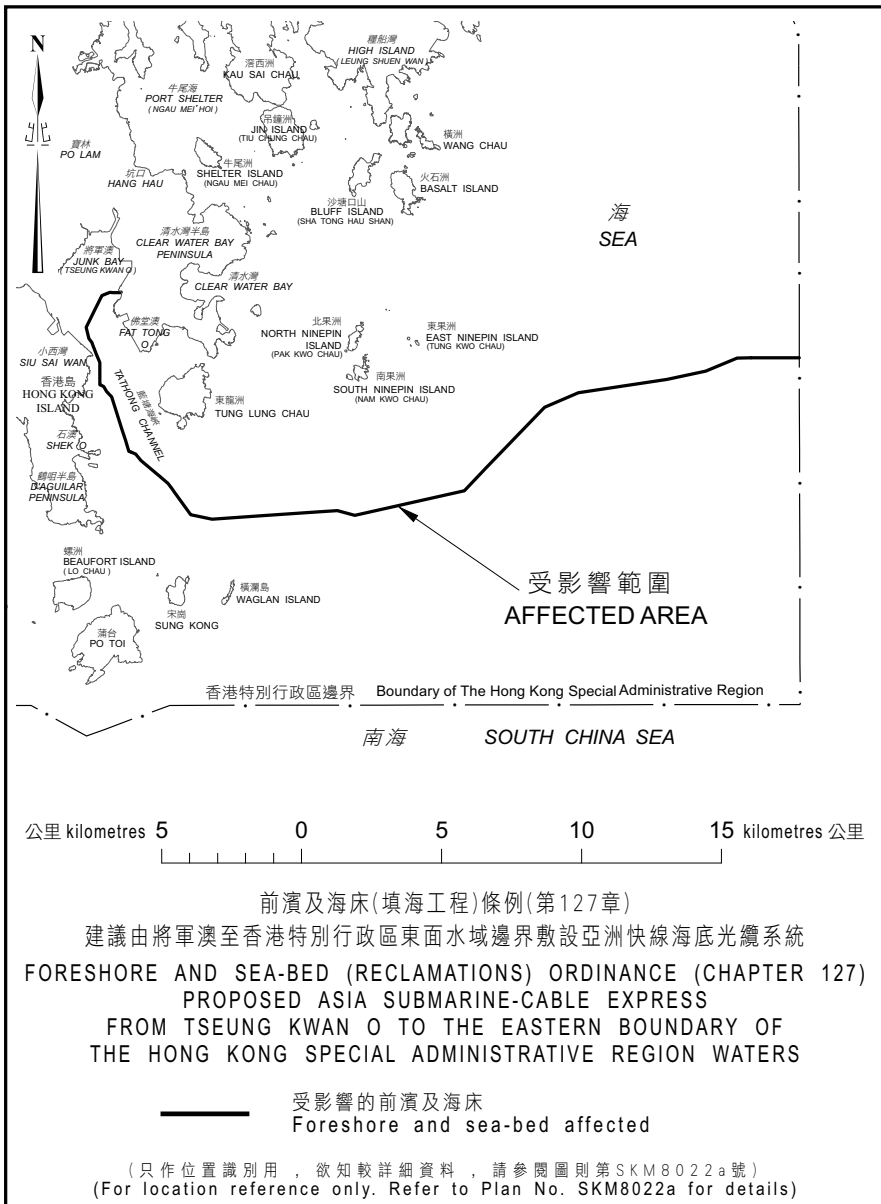 N
糧船灣
HIGH ISLAND
(LEUNG SHUEN WAN)
滘西洲
KAU SAI CHAU
牛尾海
PORT SHELTER
(NGAU MEI HOI)
吊鐘洲
JIN ISLAND
(TIU CHUNG CHAU)
橫洲
WANG CHAU
寶林
PO LAM
牛尾洲
SHELTER ISLAND
(NGAU MEI CHAU)
坑口
HANG HAU
火石洲
BASALT ISLAND
沙塘口山
BLUFF ISLAND
(SHA TONG HAU SHAN)
海
SEA
清水灣半島
CLEAR WATER BAY
PENINSULA
將軍澳
JUNK BAY
(TSEUNG KWAN O)
清水灣
CLEAR WATER BAY
佛堂澳
FAT TONG
O
北果洲
NORTH NINEPIN
ISLAND
(PAK KWO CHAU)
東果洲
EAST NINEPIN ISLAND
(TUNG KWO CHAU)
小西灣
SIU SAI WAN
香港島
HONG KONG
ISLAND
藍塘海峽
TATHONG CHANNEL
東龍洲
TUNG LUNG CHAU
南果洲
SOUTH NINEPIN ISLAND
(NAM KWO CHAU)
石澳
SHEK O
鶴咀半島
D'AGUILAR
PENINSULA
螺洲
BEAUFORT ISLAND
(LO CHAU)
橫瀾島
WAGLAN ISLAND
宋崗
SUNG KONG
蒲台
PO TOI
受影響範圍
AFFECTED AREA
香港特別行政區邊界 Boundary of The Hong Kong Special Administrative Region
南海 SOUTH CHINA SEA
公里 kilometres 5 0 5 10 15 kilometres 公里
前濱及海床(填海工程)條例(第127章)
建議由將軍澳至香港特別行政區東面水域邊界敷設亞洲快線海底光纜系統
FORESHORE AND SEA-BED (RECLAMATIONS) ORDINANCE (CHAPTER 127)
PROPOSED ASIA SUBMARINE-CABLE EXPRESS
FROM TSEUNG KWAN O TO THE EASTERN BOUNDARY OF
THE HONG KONG SPECIAL ADMINISTRATIVE REGION WATERS
受影響的前濱及海床
Foreshore and sea-bed affected
(只作位置識別用 , 欲知較詳細資料 , 請參閱圖則第SKM8022a號)
(For location reference only. Refer to Plan No. SKM8022a for details)